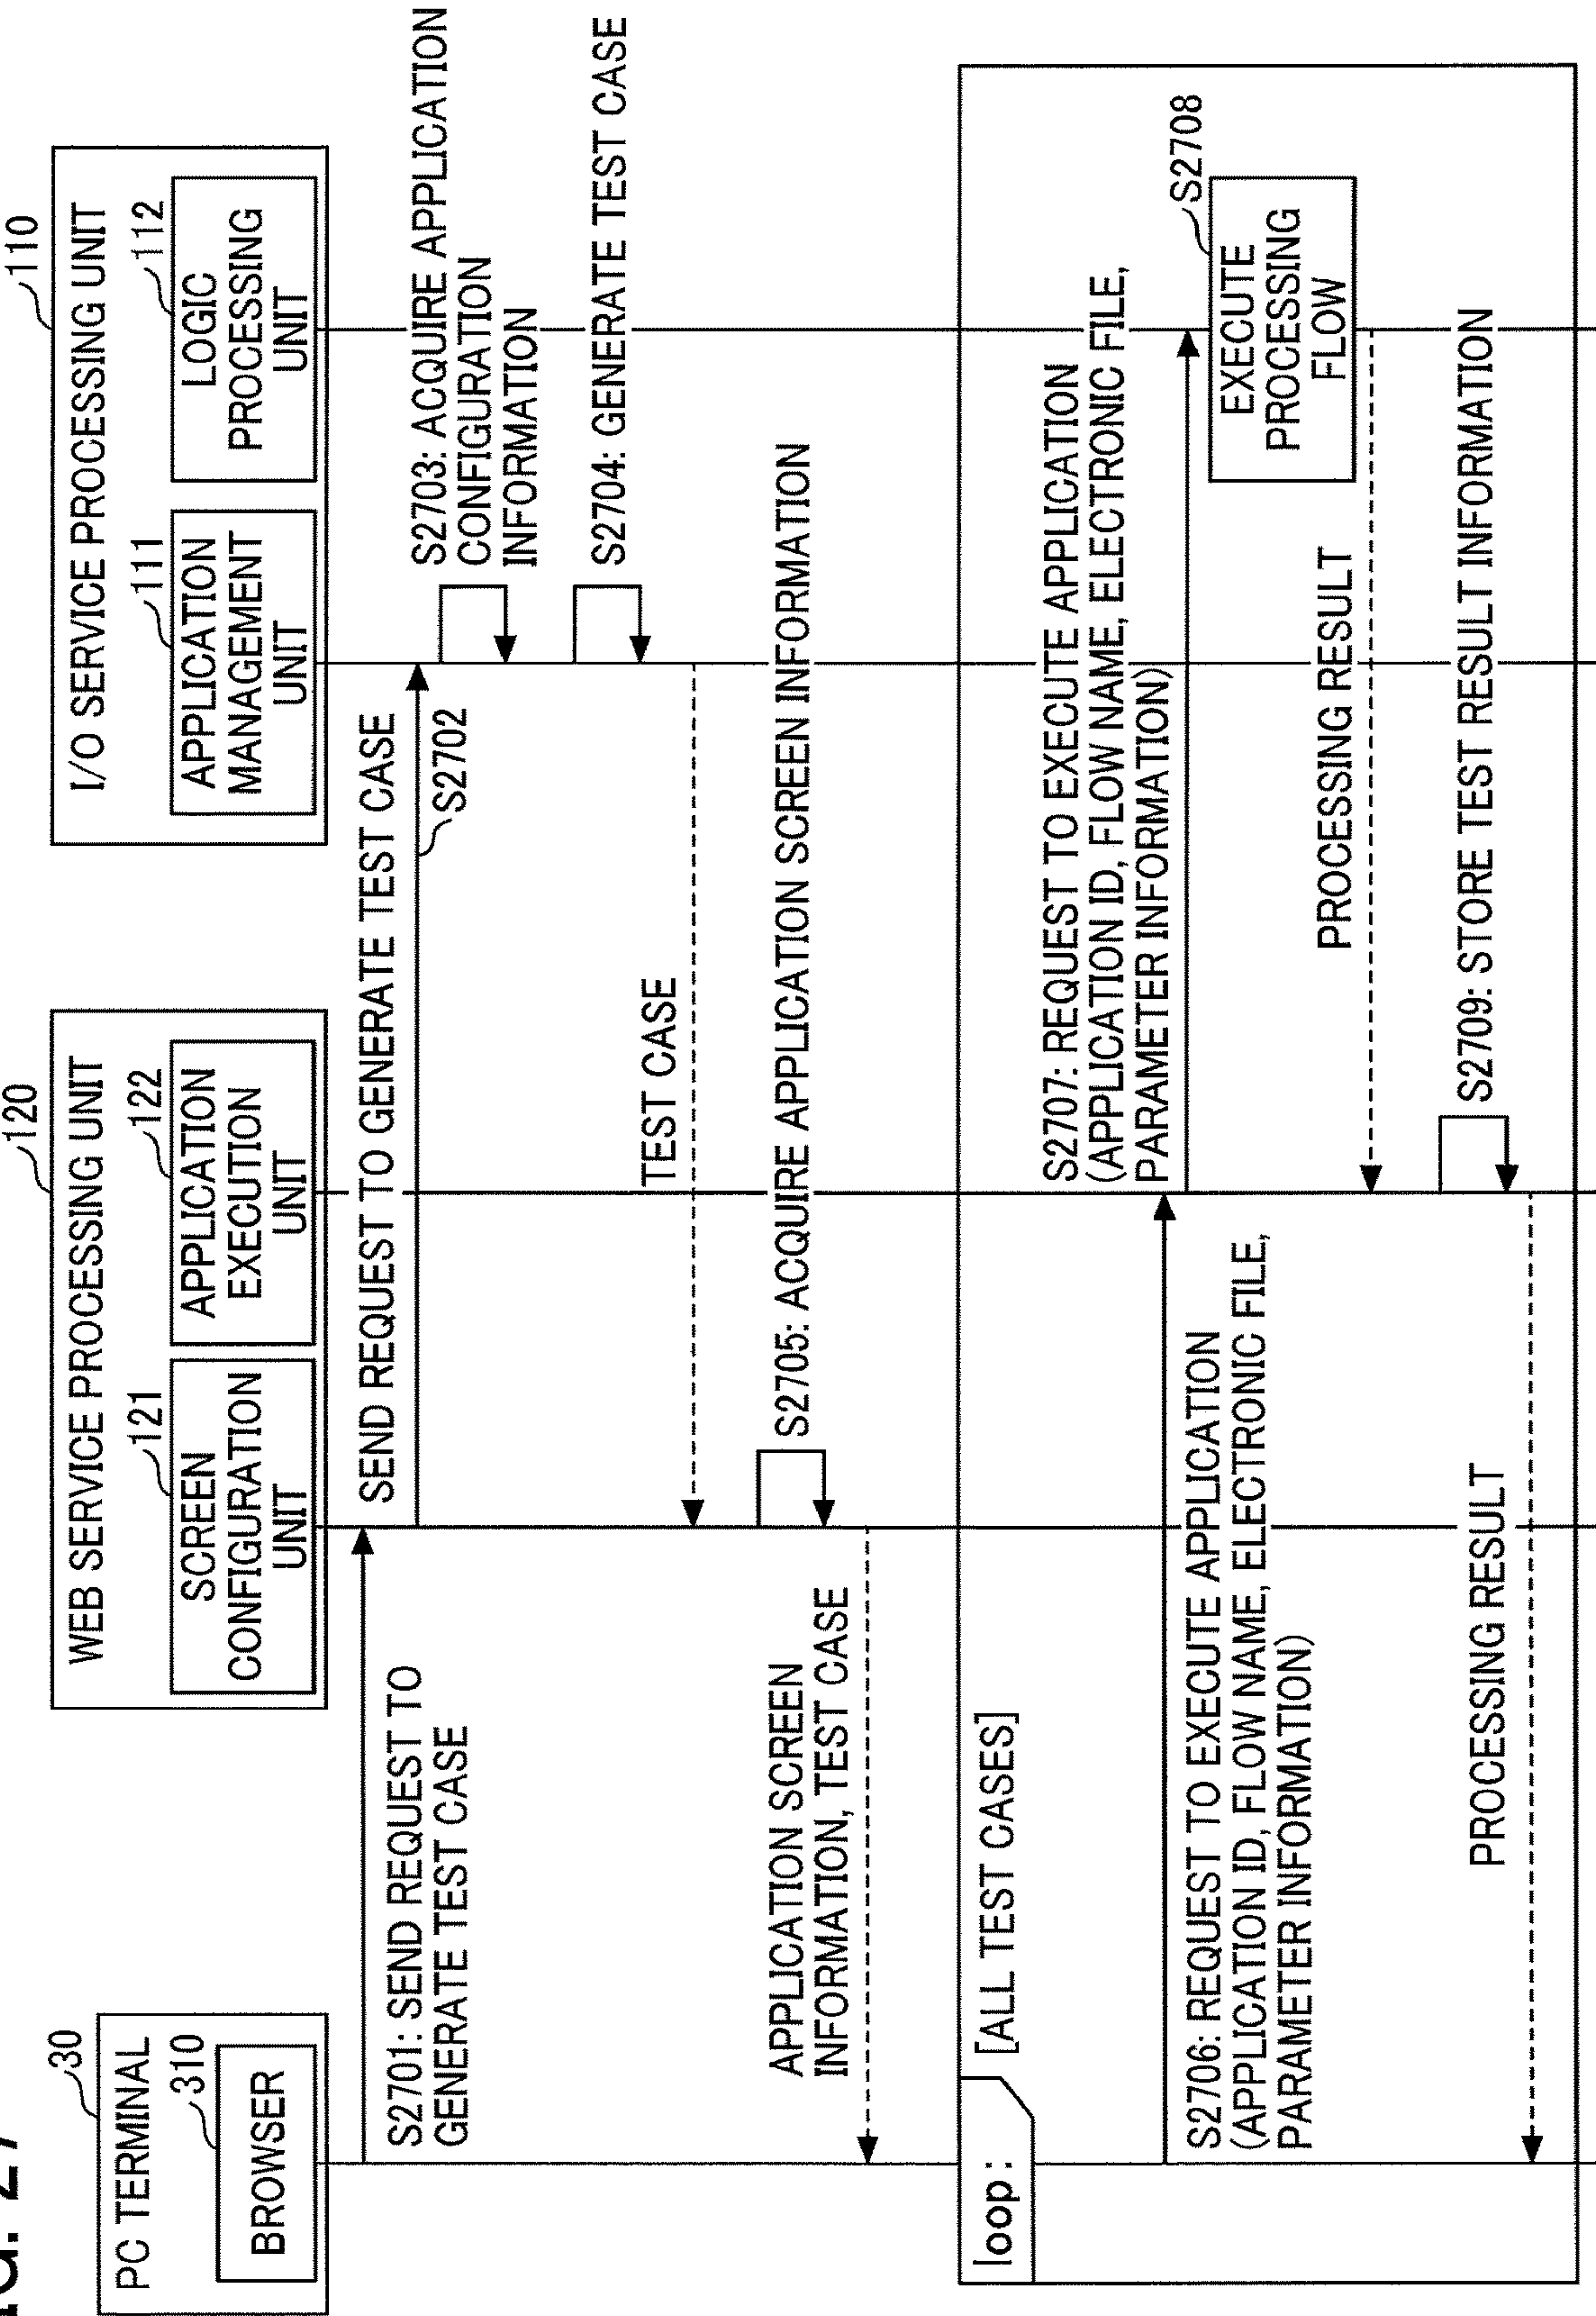 FIG. 27
30
PC TERMINAL
310
BROWSER
120
WEB SERVICE PROCESSING UNIT
121
SCREEN
CONFIGURATION
UNIT
122
APPLICATION
EXECUTION
UNIT
110
I/O SERVICE PROCESSING UNIT
111
APPLICATION
MANAGEMENT
UNIT
112
LOGIC
PROCESSING
UNIT
S2701: SEND REQUEST TO
GENERATE TEST CASE
SEND REQUEST TO GENERATE TEST CASE
S2702
S2703: ACQUIRE APPLICATION
CONFIGURATION
INFORMATION
S2704: GENERATE TEST CASE
TEST CASE
S2705: ACQUIRE APPLICATION SCREEN INFORMATION
APPLICATION SCREEN
INFORMATION, TEST CASE
loop:
[ALL TEST CASES]
S2706: REQUEST TO EXECUTE APPLICATION
(APPLICATION ID, FLOW NAME, ELECTRONIC FILE,
PARAMETER INFORMATION)
S2707: REQUEST TO EXECUTE APPLICATION
(APPLICATION ID, FLOW NAME, ELECTRONIC FILE,
PARAMETER INFORMATION)
S2708
EXECUTE
PROCESSING
FLOW
PROCESSING RESULT
S2709: STORE TEST RESULT INFORMATION
PROCESSING RESULT